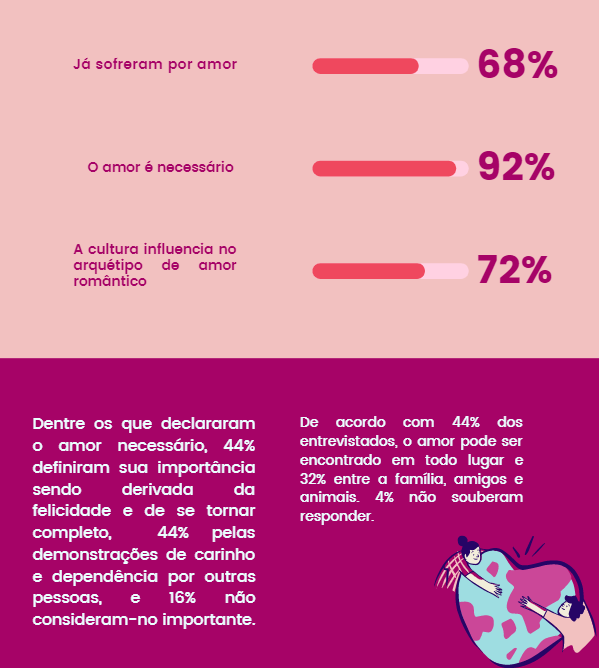 Já sofreram por amor
68%
O amor é necessário
92%
A cultura influencia no
arquétipo de amor
romântico
72%
Dentre os que declararam
o amor necessário, 44%
definiram sua importância
sendo derivada da
felicidade e de se tornar
completo, 44% pelas
demonstrações de carinho
e dependência por outras
pessoas, e 16% não
consideram-no importante.
De acordo com 44% dos
entrevistados, o amor pode ser
encontrado em todo lugar e
32% entre a família, amigos e
animais. 4% não souberam
responder.